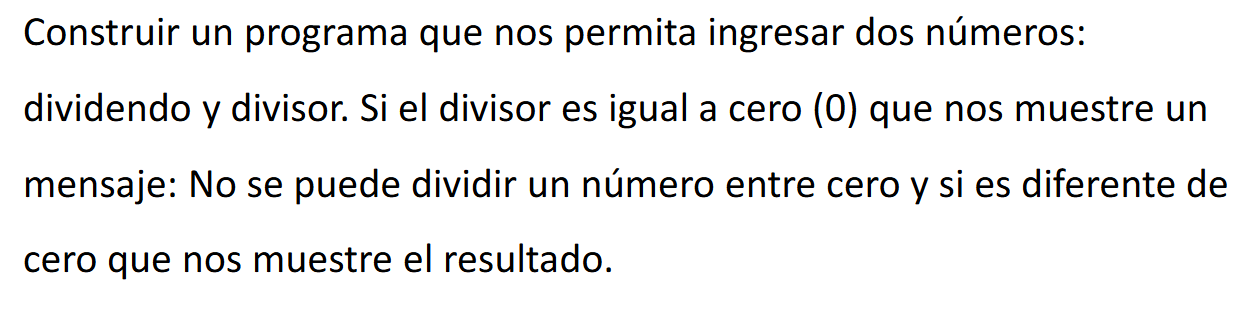 Construir un programa que nos permita ingresar dos números:
dividendo y divisor. Si el divisor es igual a cero (0) que nos muestre un
mensaje: No se puede dividir un número entre cero y si es diferente de
cero que nos muestre el resultado.